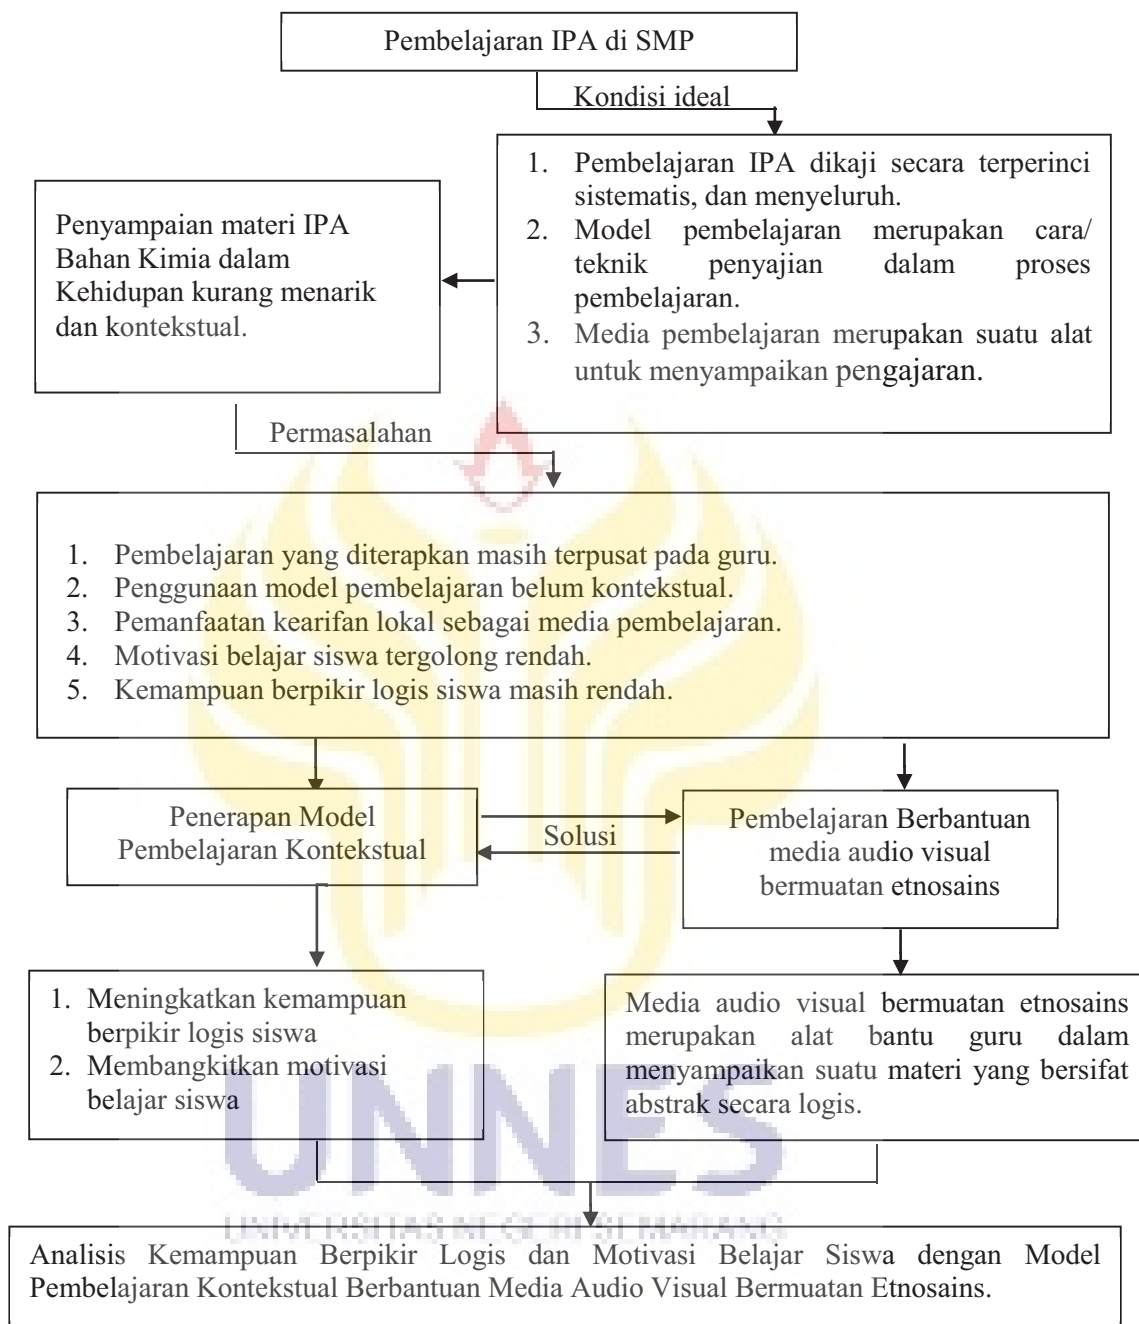 Pembelajaran IPA di SMP
Kondisi ideal
1. Pembelajaran IPA dikaji secara terperinci
sistematis, dan menyeluruh.
2. Model pembelajaran merupakan cara/
teknik penyajian dalam proses
pembelajaran.
3. Media pembelajaran merupakan suatu alat
untuk menyampaikan pengajaran.
Penyampaian materi IPA
Bahan Kimia dalam
Kehidupan kurang menarik
dan kontekstual.
Permasalahan
1. Pembelajaran yang diterapkan masih terpusat pada guru.
2. Penggunaan model pembelajaran belum kontekstual.
3. Pemanfaatan kearifan lokal sebagai media pembelajaran.
4. Motivasi belajar siswa tergolong rendah.
5. Kemampuan berpikir logis siswa masih rendah.
Penerapan Model
Pembelajaran Kontekstual
Solusi
Pembelajaran Berbantuan
media audio visual
bermuatan etnosains
1. Meningkatkan kemampuan
berpikir logis siswa
2. Membangkitkan motivasi
belajar siswa
Media audio visual bermuatan etnosains
merupakan alat bantu guru dalam
menyampaikan suatu materi yang bersifat
abstrak secara logis.
UNNES
UNIVERSITAS NEGERI SEMARANG
Analisis Kemampuan Berpikir Logis dan Motivasi Belajar Siswa dengan Model
Pembelajaran Kontekstual Berbantuan Media Audio Visual Bermuatan Etnosains.